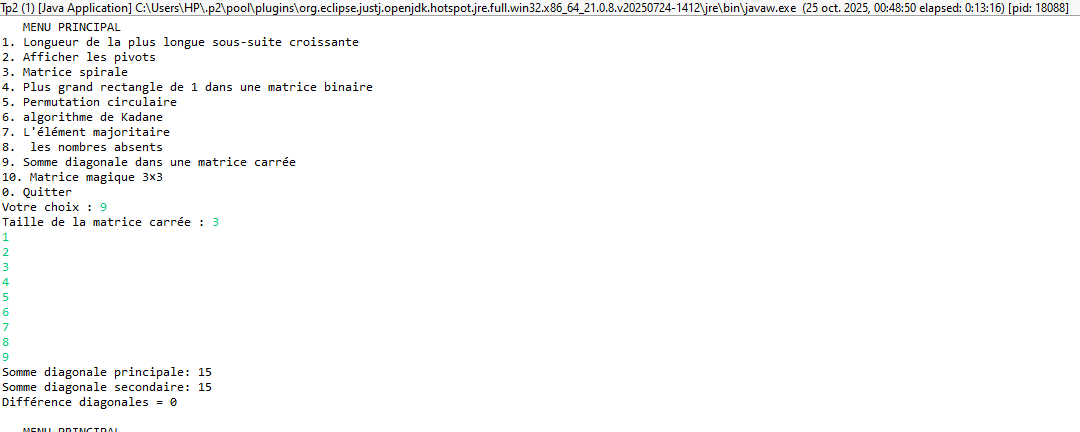 Tp2 (1) [Java Application] C:\Users\HP\.p2\pool\plugins\org.eclipse.justj.openjdk.hotspot.jre.full.win32.x86_64_21.0.8.v20250724-1412\jre\bin\javaw.exe (25 oct. 2025, 00:48:50 elapsed: 0:13:16) [pid: 18088]
MENU PRINCIPAL
1. Longueur de la plus longue sous-suite croissante
2. Afficher les pivots
3. Matrice spirale
4. Plus grand rectangle de 1 dans une matrice binaire
5. Permutation circulaire
6. algorithme de Kadane
7. L'élément majoritaire
8.  les nombres absents
9. Somme diagonale dans une matrice carrée
10. Matrice magique 3×3
0. Quitter
Votre choix : 9
Taille de la matrice carrée : 3
1
2
3
4
5
6
7
8
9
Somme diagonale principale: 15
Somme diagonale secondaire: 15
Différence diagonales = 0
MENU PRINCIPAL